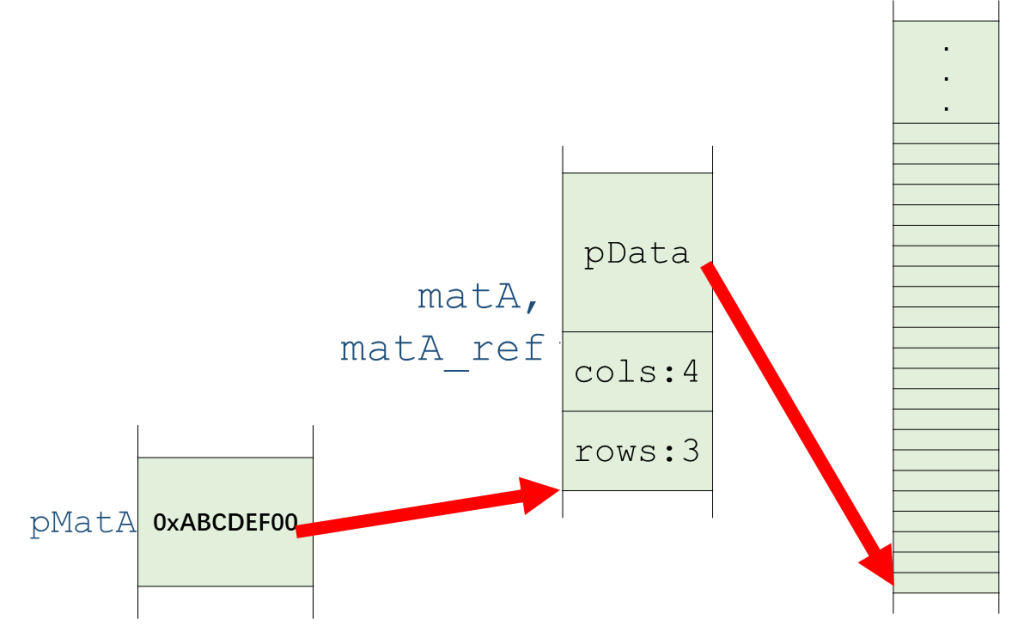 .
.
.
pData
matA,
matA_ref
cols:4
rows:3
pMatA
0xABCDEF00